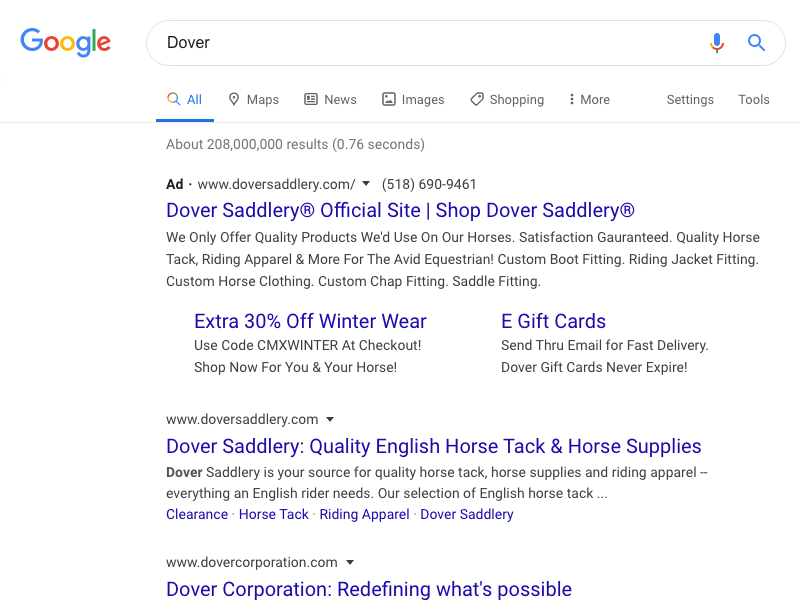 Google
Dover
All Maps News Images Shopping More Settings Tools
About 208,000,000 results (0.76 seconds)
Ad · www.doversaddlery.com/ (518) 690-9461
Dover Saddlery® Official Site | Shop Dover Saddlery®
We Only Offer Quality Products We'd Use On Our Horses. Satisfaction Gauranteed. Quality Horse
Tack, Riding Apparel & More For The Avid Equestrian! Custom Boot Fitting. Riding Jacket Fitting.
Custom Horse Clothing. Custom Chap Fitting. Saddle Fitting.
Extra 30% Off Winter Wear
Use Code CMXWINTER At Checkout!
Shop Now For You & Your Horse!
E Gift Cards
Send Thru Email for Fast Delivery.
Dover Gift Cards Never Expire!
www.doversaddlery.com
Dover Saddlery: Quality English Horse Tack & Horse Supplies
Dover Saddlery is your source for quality horse tack, horse supplies and riding apparel --
everything an English rider needs. Our selection of English horse tack ...
Clearance · Horse Tack · Riding Apparel · Dover Saddlery
www.dovercorporation.com
Dover Corporation: Redefining what's possible